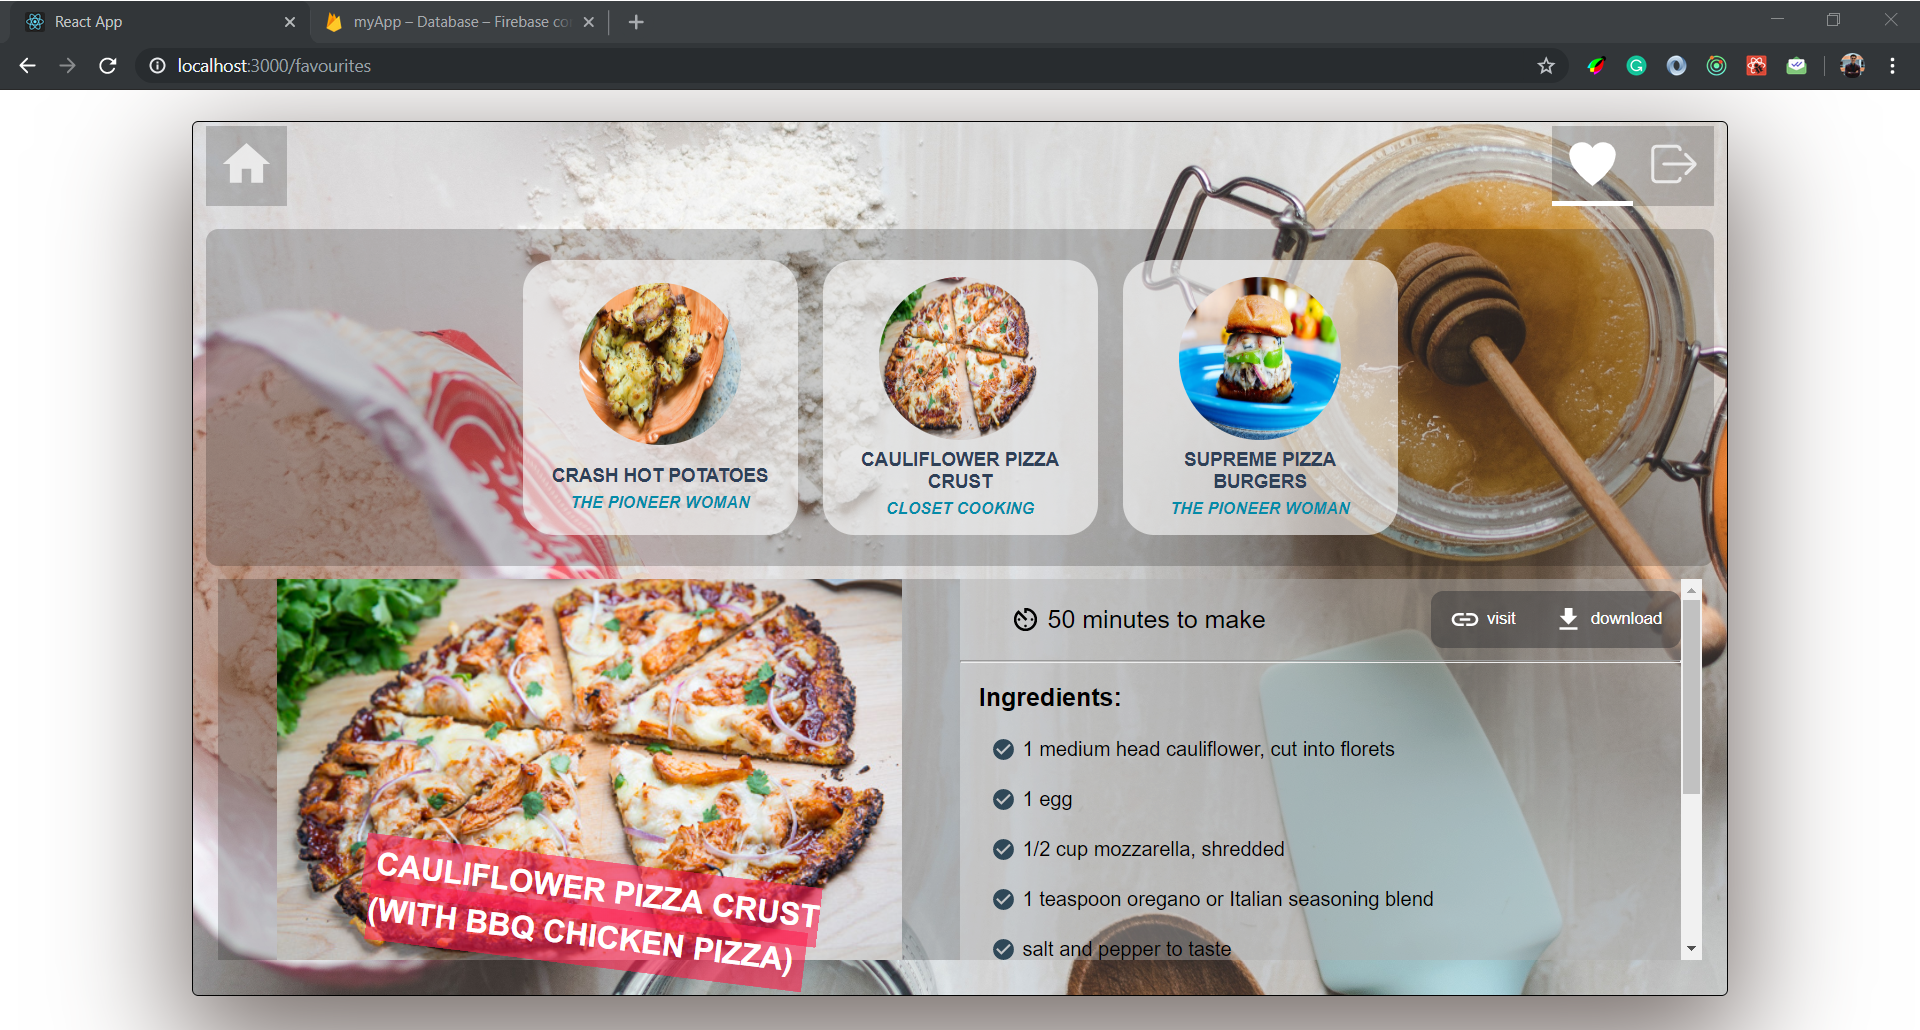 React App
myApp – Database – Firebase co
localhost:3000/favourites
CRASH HOT POTATOES
THE PIONEER WOMAN
CAULIFLOWER PIZZA
CRUST
CLOSET COOKING
SUPREME PIZZA
BURGERS
THE PIONEER WOMAN
CAULIFLOWER PIZZA CRUST
(WITH BBQ CHICKEN PIZZA)
50 minutes to make
visit
download
Ingredients:
1 medium head cauliflower, cut into florets
1 egg
1/2 cup mozzarella, shredded
1 teaspoon oregano or Italian seasoning blend
salt and pepper to taste